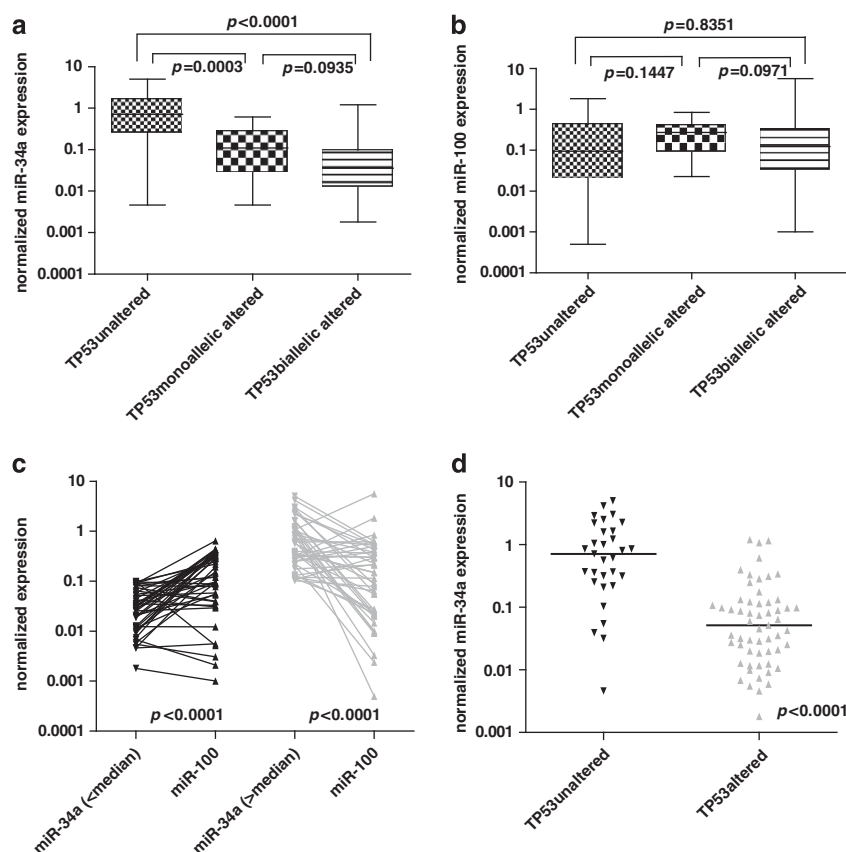 a
p<0.0001
p=0.0003
p=0.0935
normalized miR-34a expression
10
1
0.1
0.01
0.001
0.0001
TP53unaltered
TP53monoallelic altered
TP53biallelic altered
b
p=0.8351
p=0.1447
p=0.0971
normalized miR-100 expression
10
1
0.1
0.01
0.001
0.0001
TP53unaltered
TP53monoallelic altered
TP53biallelic altered
c
normalized expression
10
1
0.1
0.01
0.001
0.0001
p<0.0001
p<0.0001
miR-34a (<median)
miR-100
miR-34a (>median)
miR-100
d
normalized miR-34a expression
10
1
0.1
0.01
0.001
p<0.0001
TP53unaltered
TP53altered